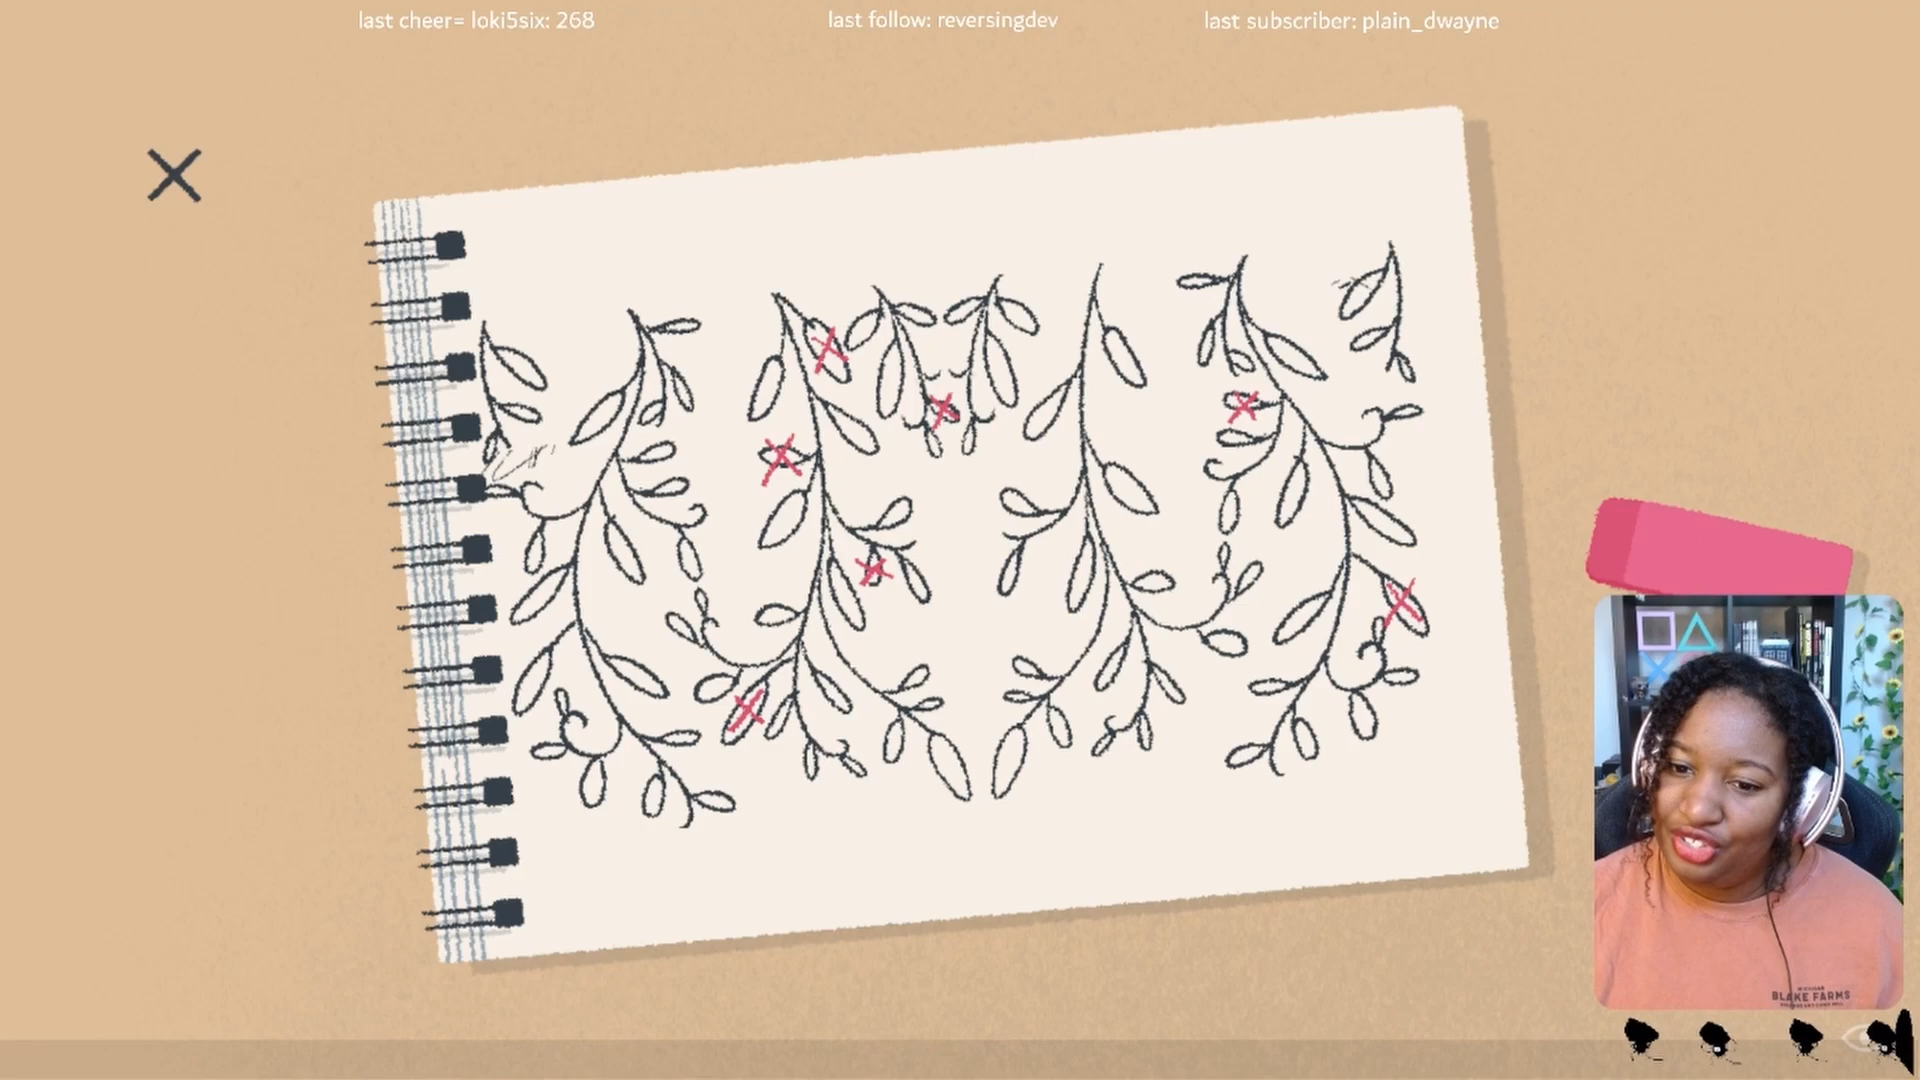 last cheer= loki5six: 268
last follow: reversingdev
last subscriber: plain_dwayne
BLAKE FARMS